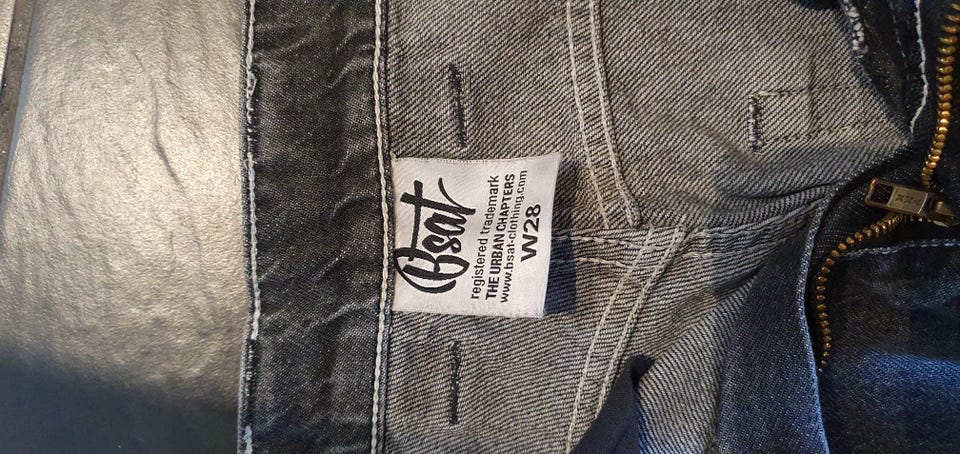 Bsat
registered trademark
THE URBAN CHAPTERS
www.bsat-clothing.com
W28